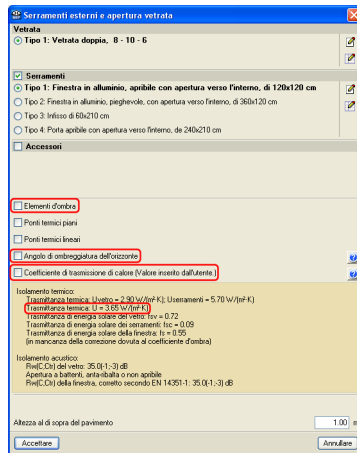 Serramenti esterni e apertura vetrata
Vetrata
Tipo 1: Vetrata doppia, 8 - 10 - 6
Serramenti
Tipo 1: Finestra in alluminio, apribile con apertura verso l'interno, di 120x120 cm
Tipo 2: Finestra in alluminio, pieghevole, con apertura verso l'interno, di 360x120 cm
Tipo 3: Infisso di 60x210 cm
Tipo 4: Porta apribile con apertura verso l'interno, de 240x210 cm
Accessori
Elementi d'ombra
Ponti termici piani
Ponti termici lineari
Angolo di ombreggiatura dell'orizzonte
Coefficiente di trasmissione di calore (Valore inserito dall'utente.)
Isolamento termico:
Trasmittanza termica: Uvetro = 2.90 W/(m²·K); Userramenti = 5.70 W/(m²·K)
Trasmittanza termica: U = 3.65 W/(m²·K)
Trasmittanza di energia solare del vetro: fsv = 0.72
Trasmittanza di energia solare dei serramenti: fsc = 0.09
Trasmittanza di energia solare della finestra: fs = 0.55
(in mancanza della correzione dovuta al coefficiente d'ombra)
Isolamento acustico:
Rw(C;Ctr) del vetro: 35.0(-1;-3) dB
Apertura a battenti, anta-ribalta o non apribile
Rw(C;Ctr) della finestra, corretto secondo EN 14351-1: 35.0(-1;-3) dB
Altezza al di sopra del pavimento 1.00 m
Accettare Annullare